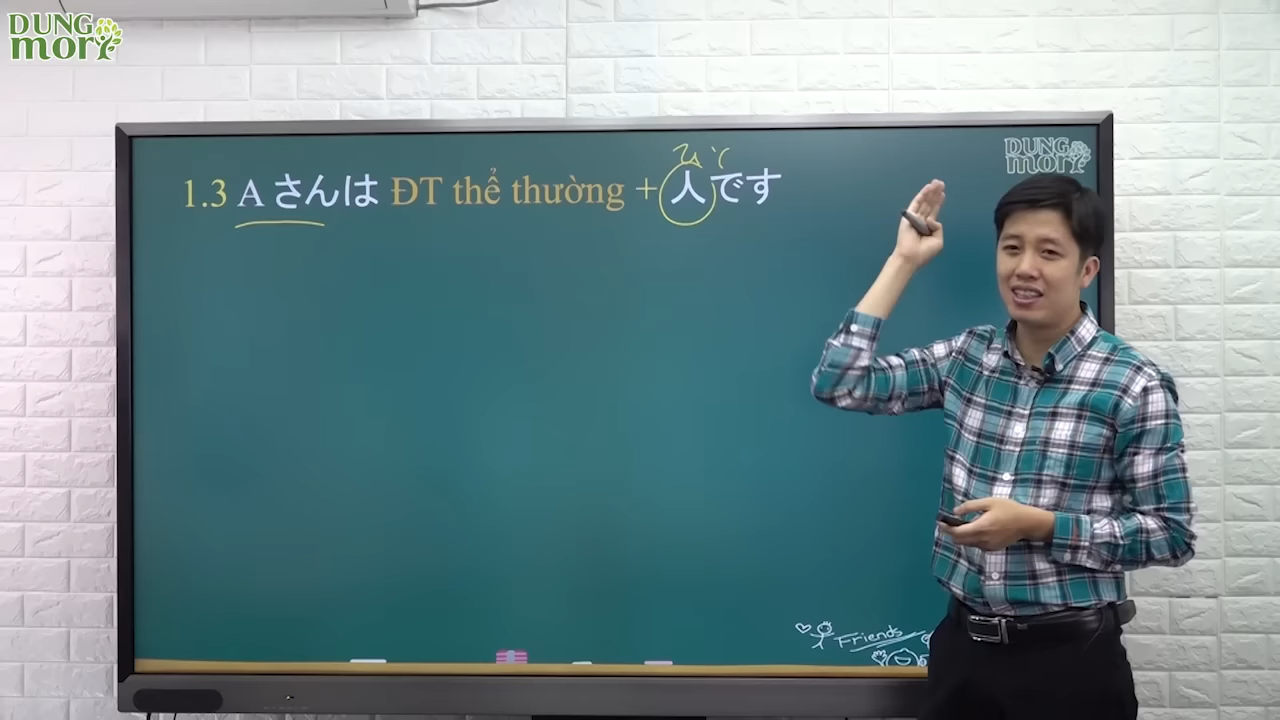 DUNG
mori
DUNG
mori
ひと
1.3 A さんは ĐT thể thường + 人です
Friends